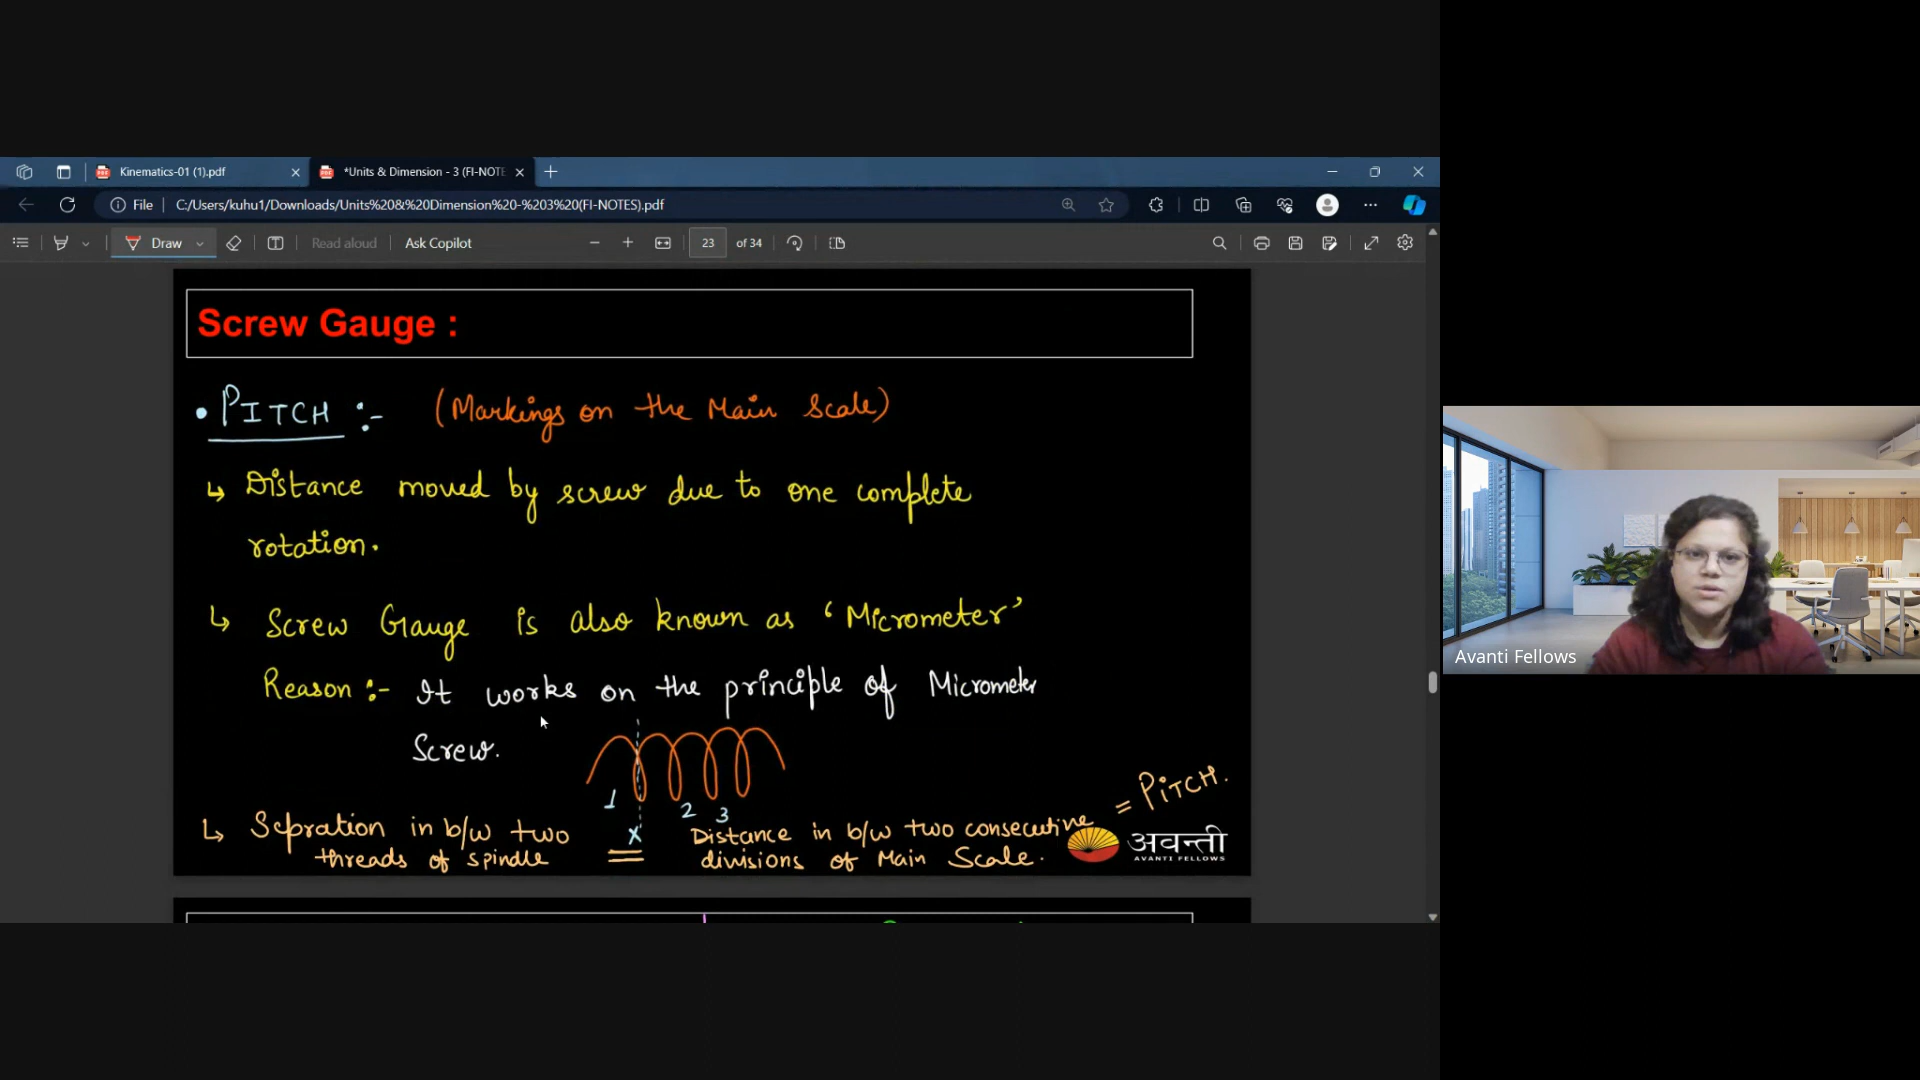 Kinematics-01 (1).pdf
*Units & Dimension - 3 (FI-NOTE
File
C:/Users/kuhu1/Downloads/Units%20&%20Dimension%20-%203%20(FI-NOTES).pdf
Draw
Read aloud
Ask Copilot
23 of 34
Screw Gauge :
• PITCH :- (Markings on the Main Scale)
↳ Distance moved by screw due to one complete
rotation.
↳ Screw Gauge is also known as ‘Micrometer’
Reason :- It works on the principle of Micrometer
Screw.
1 2 3
x
↳ Sepration in b/w two
threads of spindle
Distance in b/w two consecutive
divisions of Main Scale.
= PITCH.
अवन्ती
AVANTI FELLOWS
Avanti Fellows